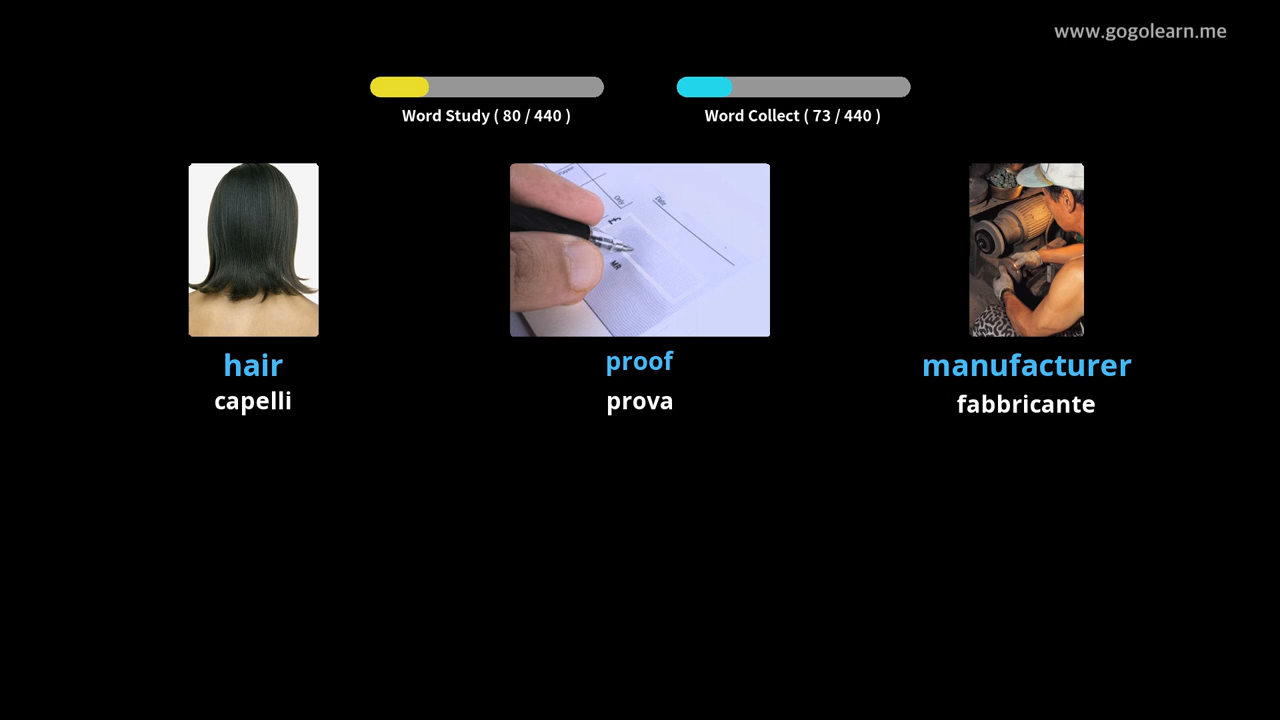 www.gogolearn.me
Word Study ( 80 / 440 )
Word Collect ( 73 / 440 )
hair
proof
manufacturer
capelli
prova
fabbricante